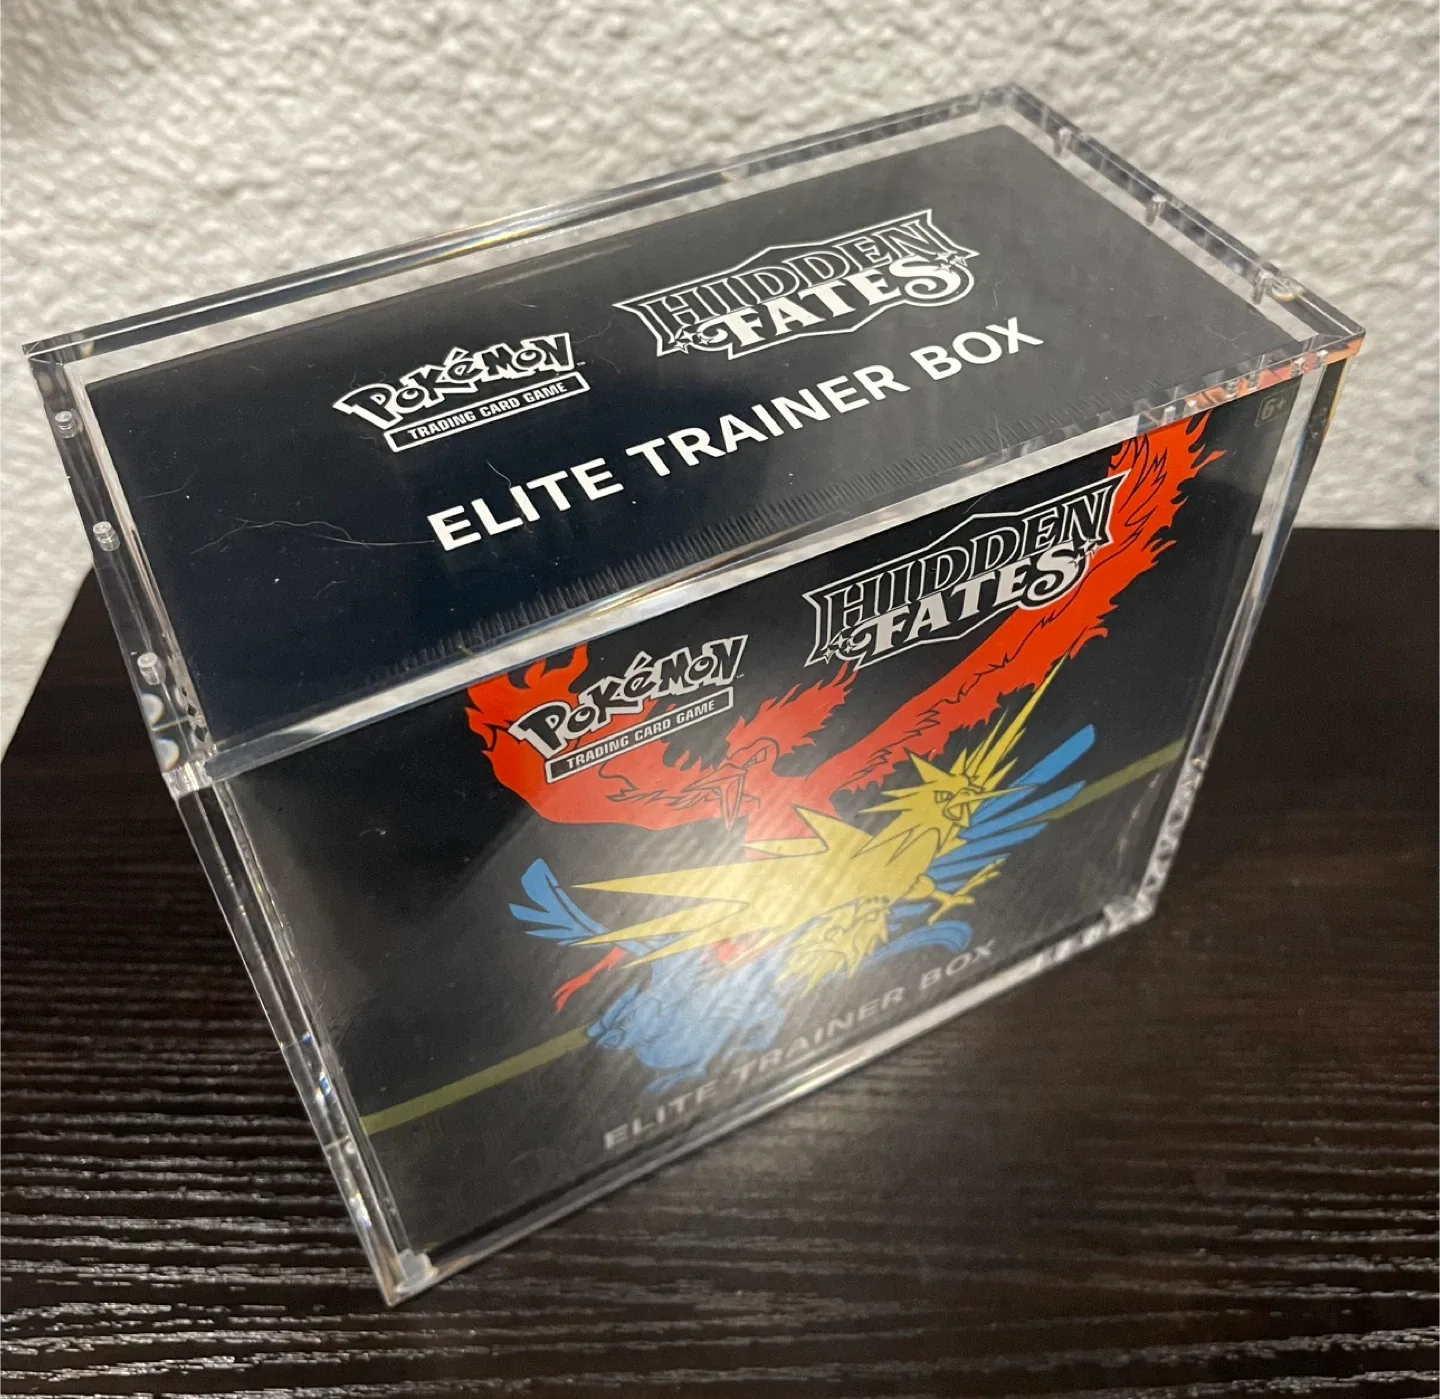 HIDDEN
FATES
POKéMON
TRADING CARD GAME
ELITE TRAINER BOX
6+
HIDDEN
FATES
POKéMON
TRADING CARD GAME
ELITE TRAINER BOX